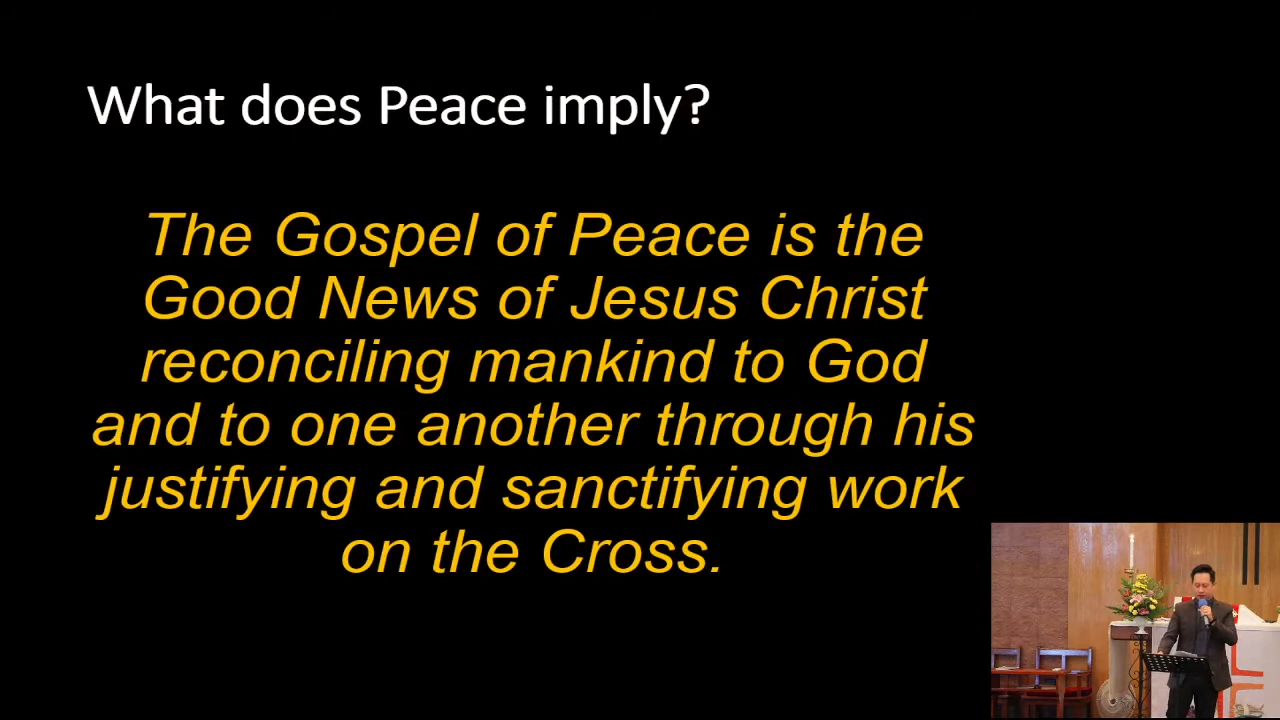 What does Peace imply?
The Gospel of Peace is the
Good News of Jesus Christ
reconciling mankind to God
and to one another through his
justifying and sanctifying work
on the Cross.